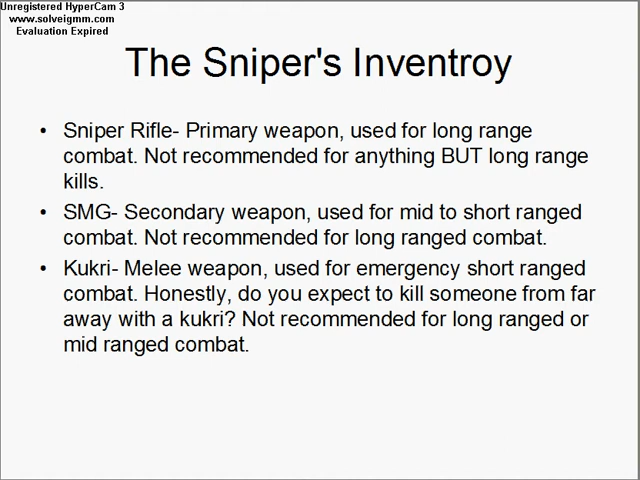 Unregistered HyperCam 3
www.solveigmm.com
Evaluation Expired
The Sniper's Inventroy
• Sniper Rifle- Primary weapon, used for long range
combat. Not recommended for anything BUT long range
kills.
• SMG- Secondary weapon, used for mid to short ranged
combat. Not recommended for long ranged combat.
• Kukri- Melee weapon, used for emergency short ranged
combat. Honestly, do you expect to kill someone from far
away with a kukri? Not recommended for long ranged or
mid ranged combat.